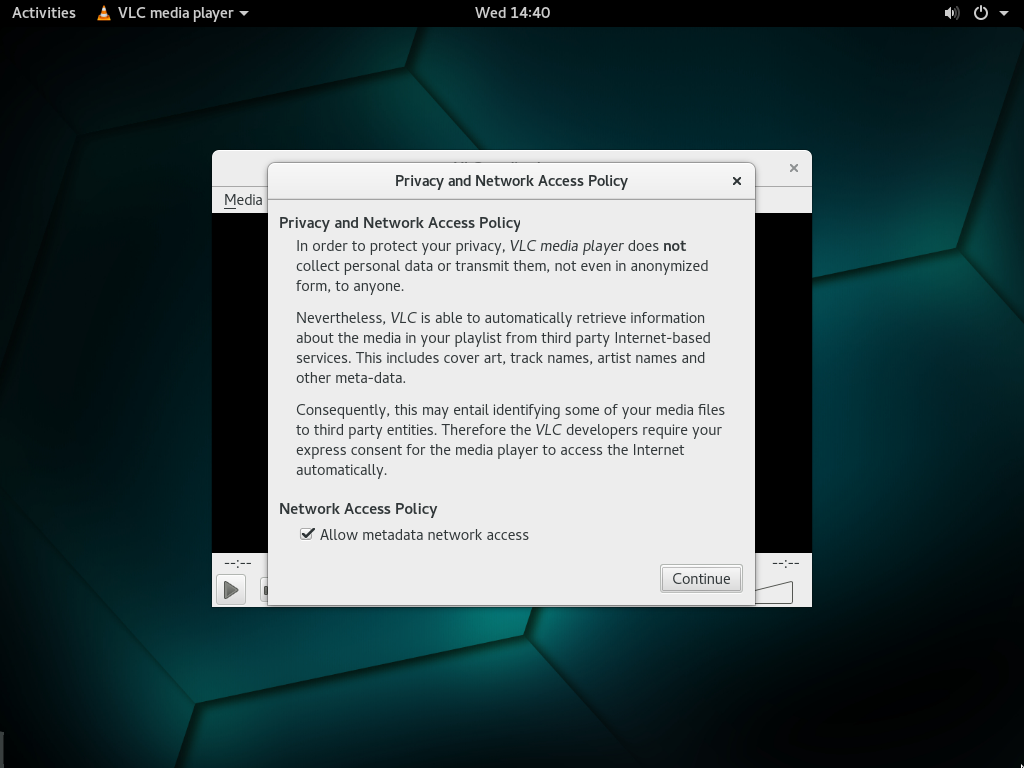 Activities VLC media player Wed 14:40
Privacy and Network Access Policy
Media
Privacy and Network Access Policy
In order to protect your privacy, VLC media player does not
collect personal data or transmit them, not even in anonymized
form, to anyone.
Nevertheless, VLC is able to automatically retrieve information
about the media in your playlist from third party Internet-based
services. This includes cover art, track names, artist names and
other meta-data.
Consequently, this may entail identifying some of your media files
to third party entities. Therefore the VLC developers require your
express consent for the media player to access the Internet
automatically.
Network Access Policy
Allow metadata network access
--:-- --:--
Continue